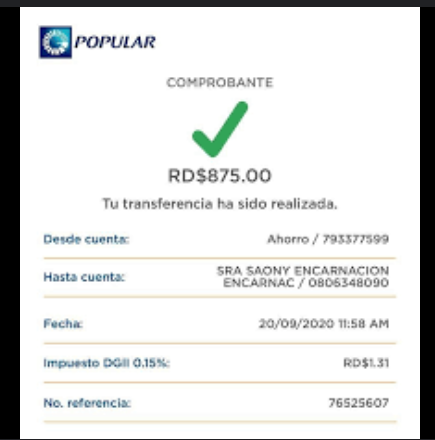 POPULAR
COMPROBANTE
RD$875.00
Tu transferencia ha sido realizada.
Desde cuenta: Ahorro / 793377599
Hasta cuenta: SRA SAONY ENCARNACION
ENCARNAC / 0806348090
Fecha: 20/09/2020 11:58 AM
Impuesto DGII 0.15%: RD$1.31
No. referencia: 76525607